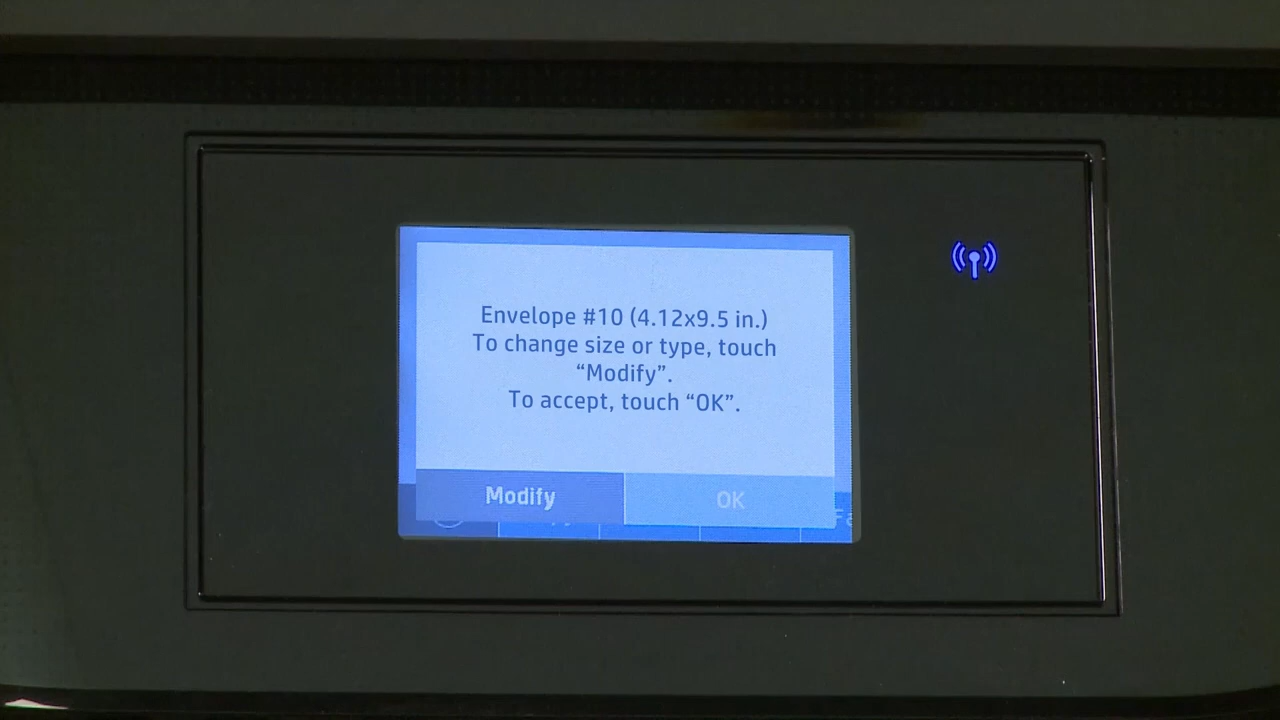 Envelope #10 (4.12x9.5 in.)
To change size or type, touch
“Modify”.
To accept, touch “OK”.
Modify
OK